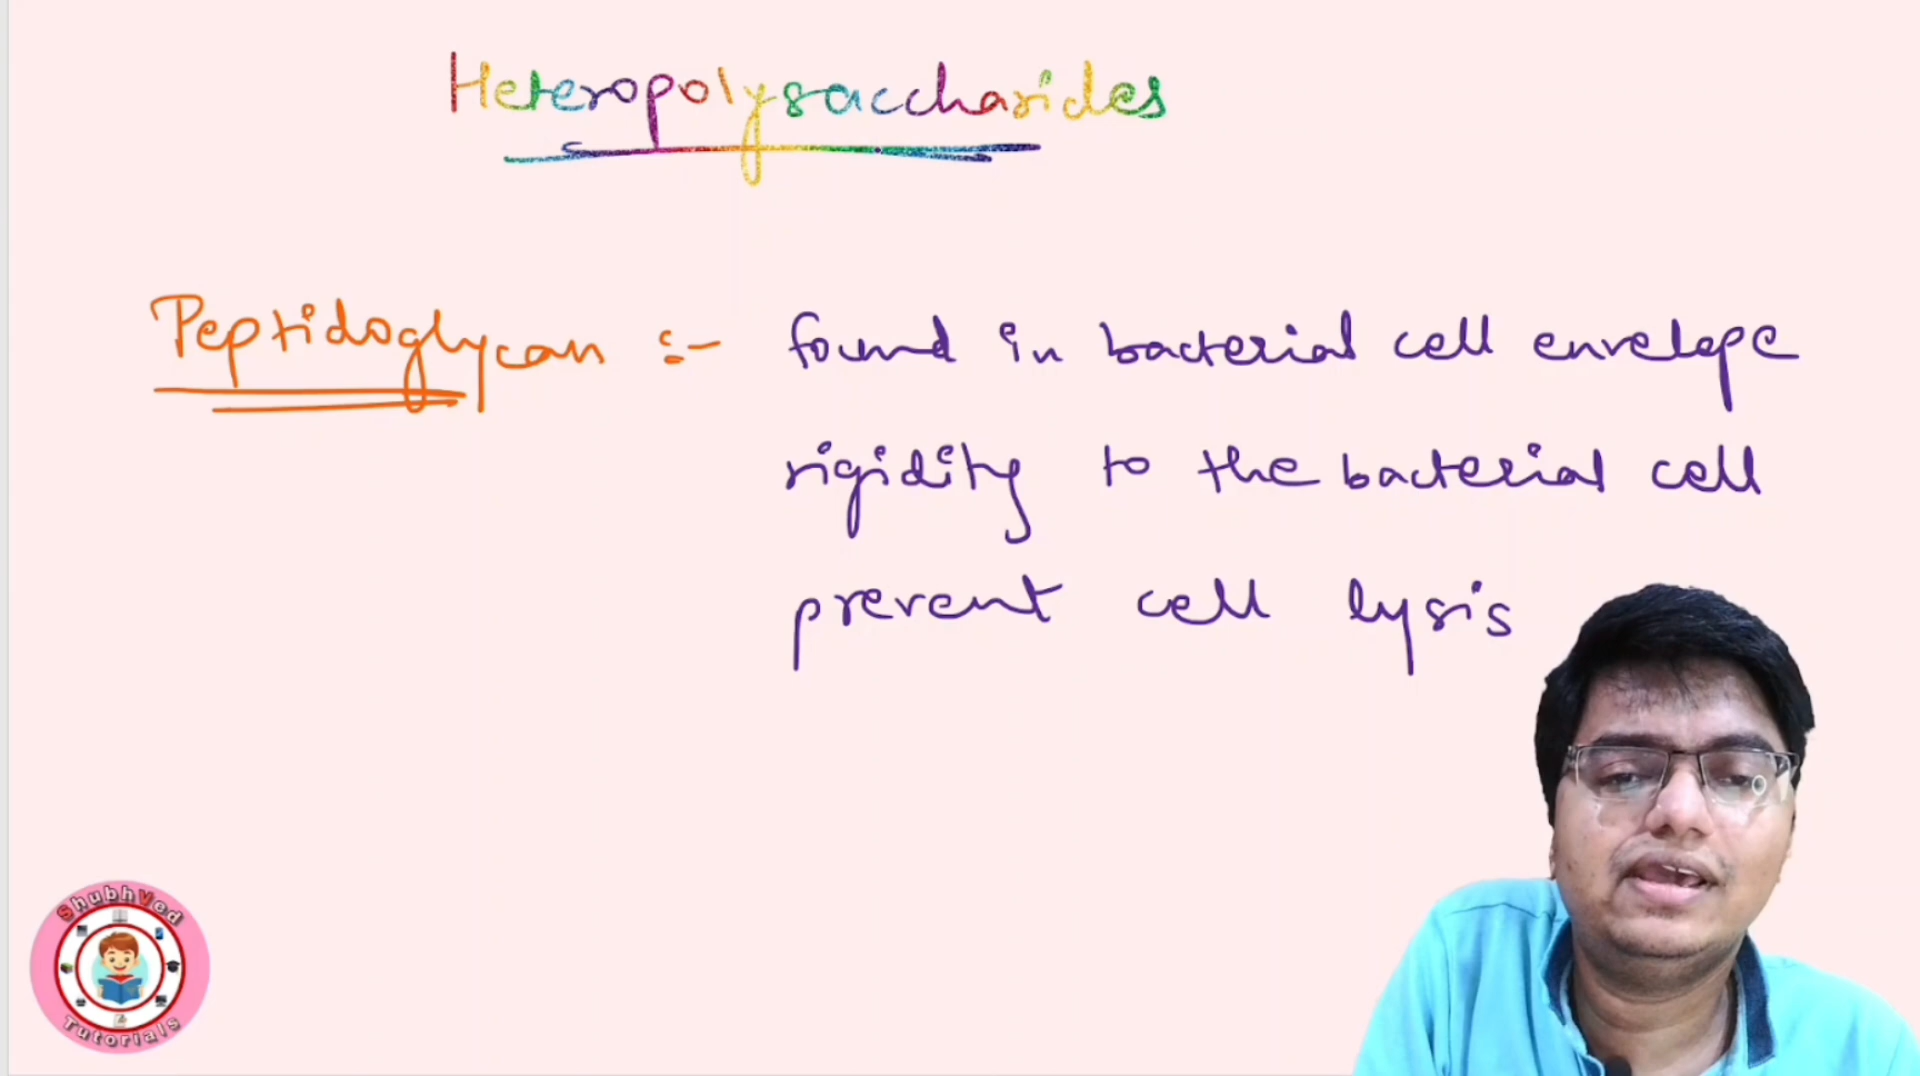 Heteropolysaccharides
Peptidoglycan :- found in bacterial cell envelope
rigidity to the bacterial cell
prevent cell lysis
ShubhVed
Tutorials